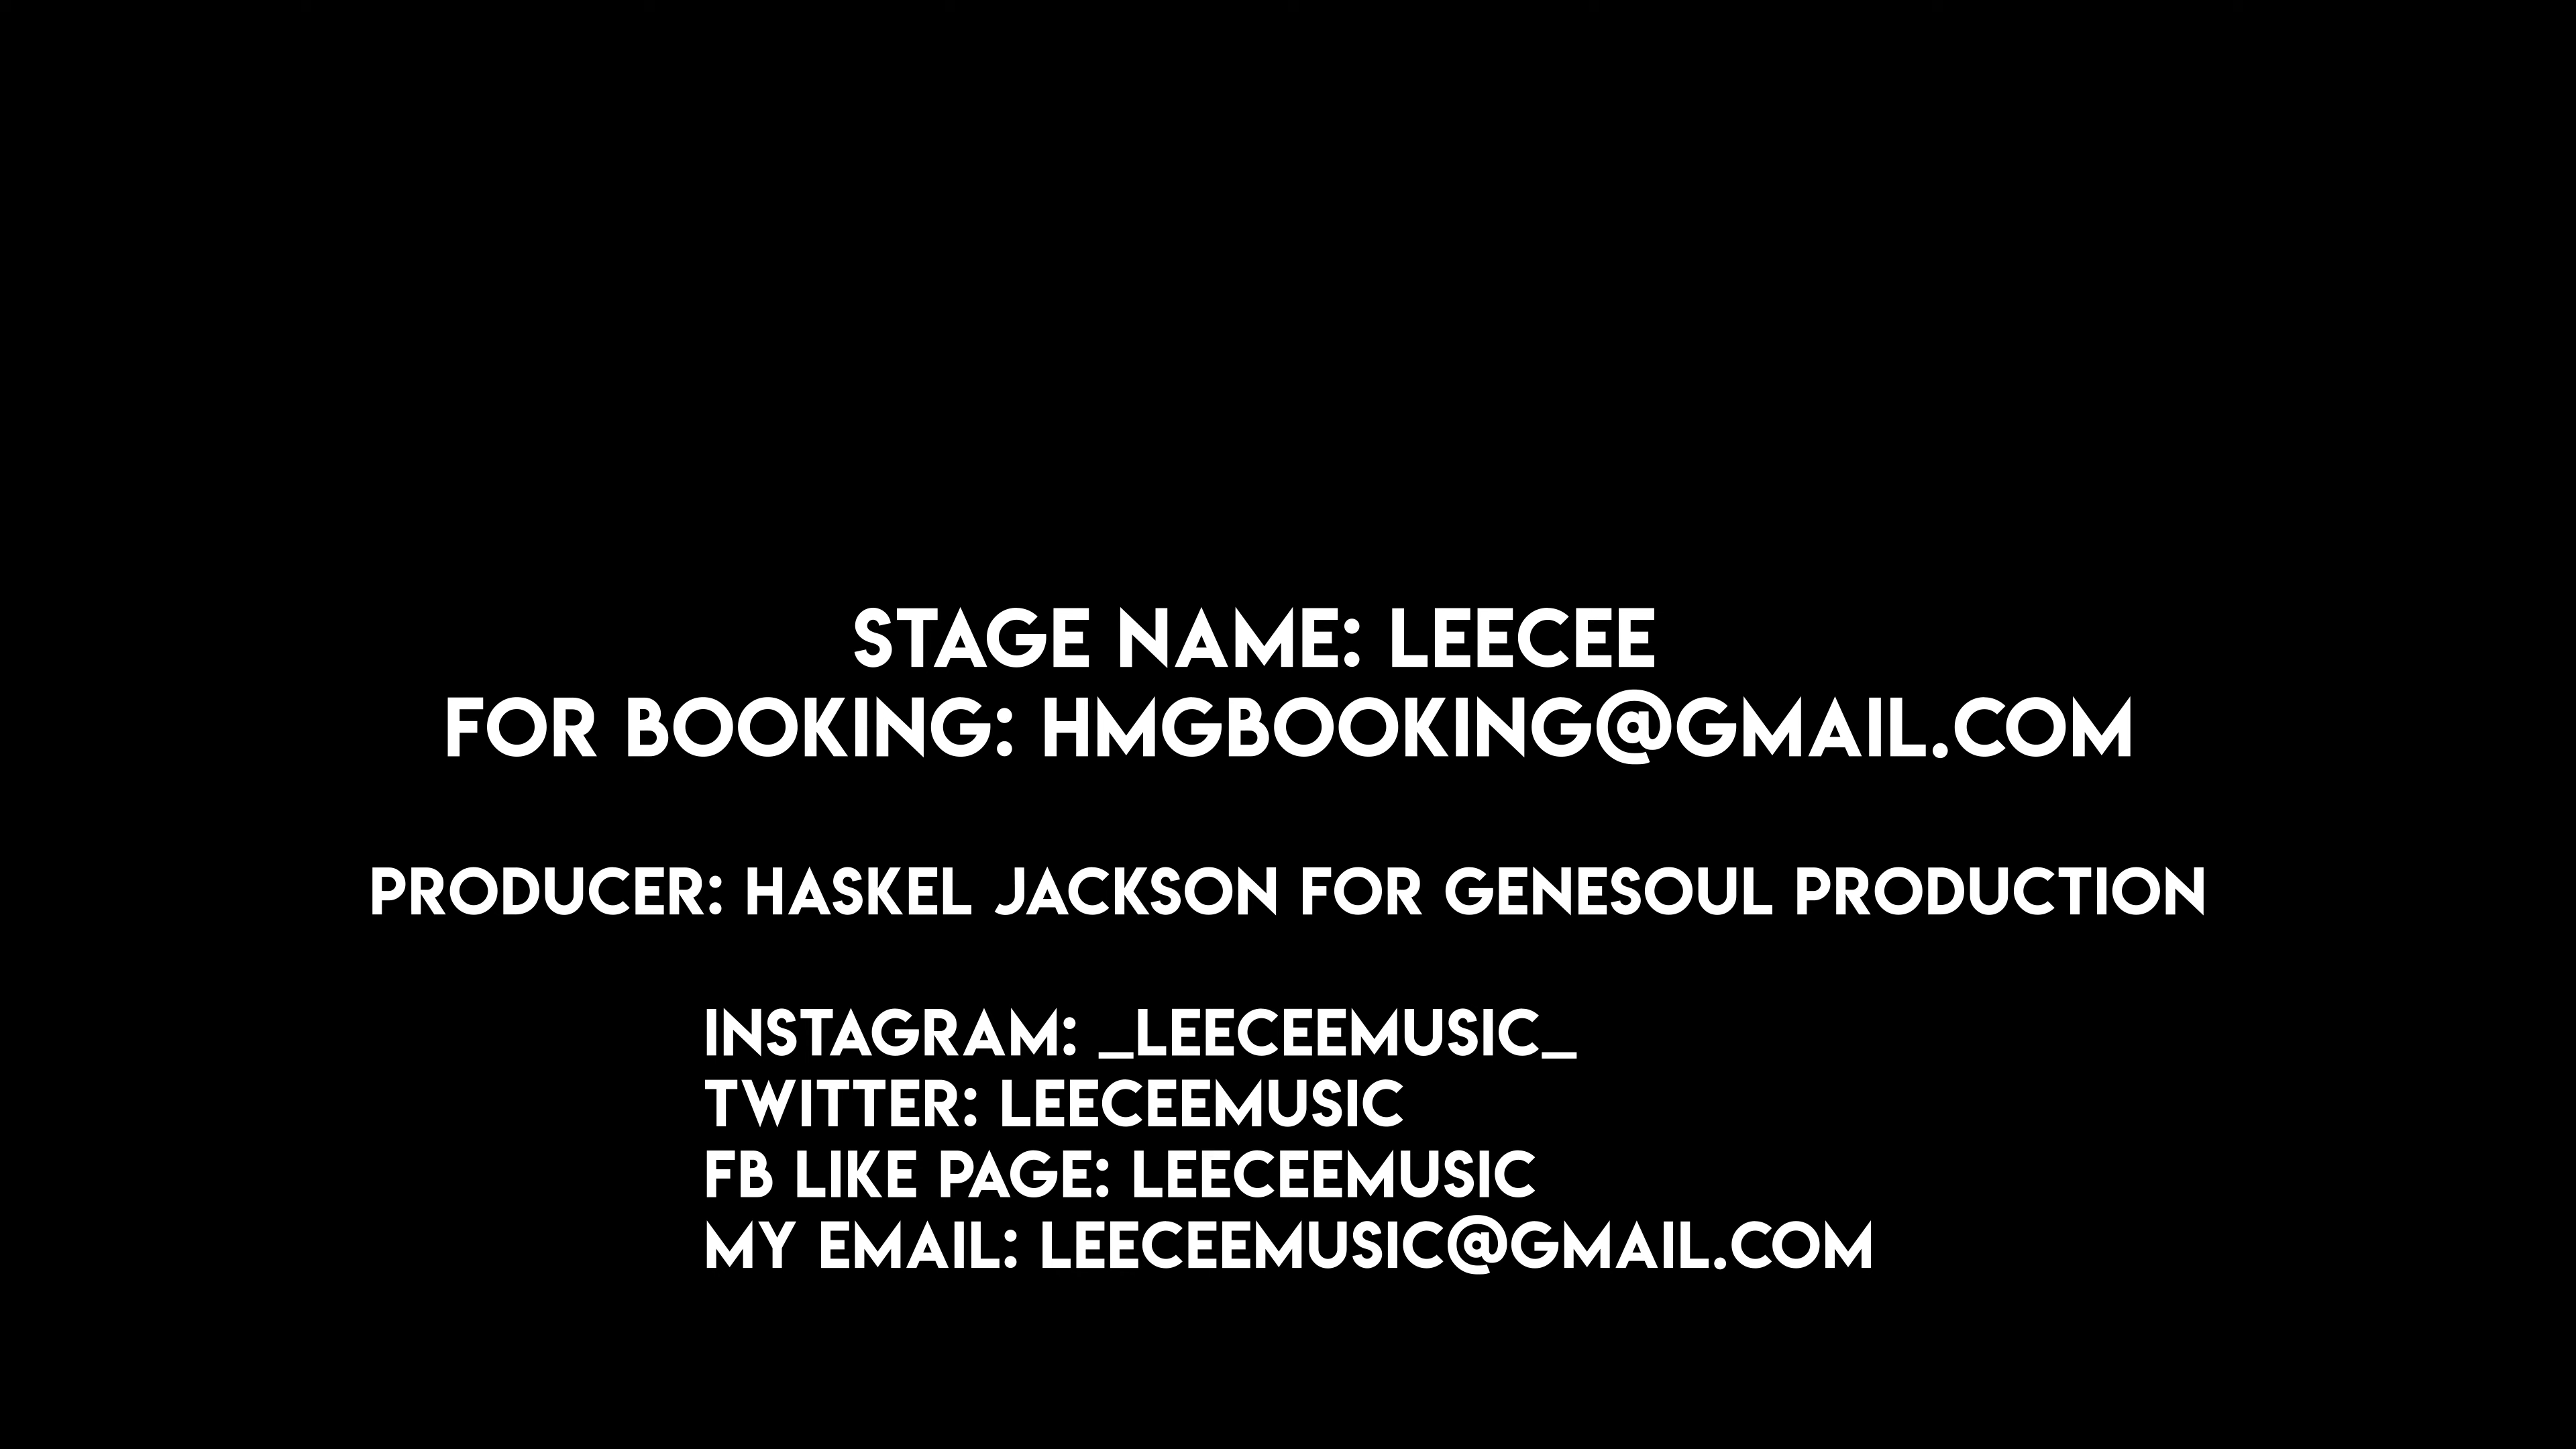 STAGE NAME: LEECEE
FOR BOOKING: HMGBOOKING@GMAIL.COM
PRODUCER: HASKEL JACKSON FOR GENESOUL PRODUCTION
INSTAGRAM: _LEECEEMUSIC_
TWITTER: LEECEEMUSIC
FB LIKE PAGE: LEECEEMUSIC
MY EMAIL: LEECEEMUSIC@GMAIL.COM